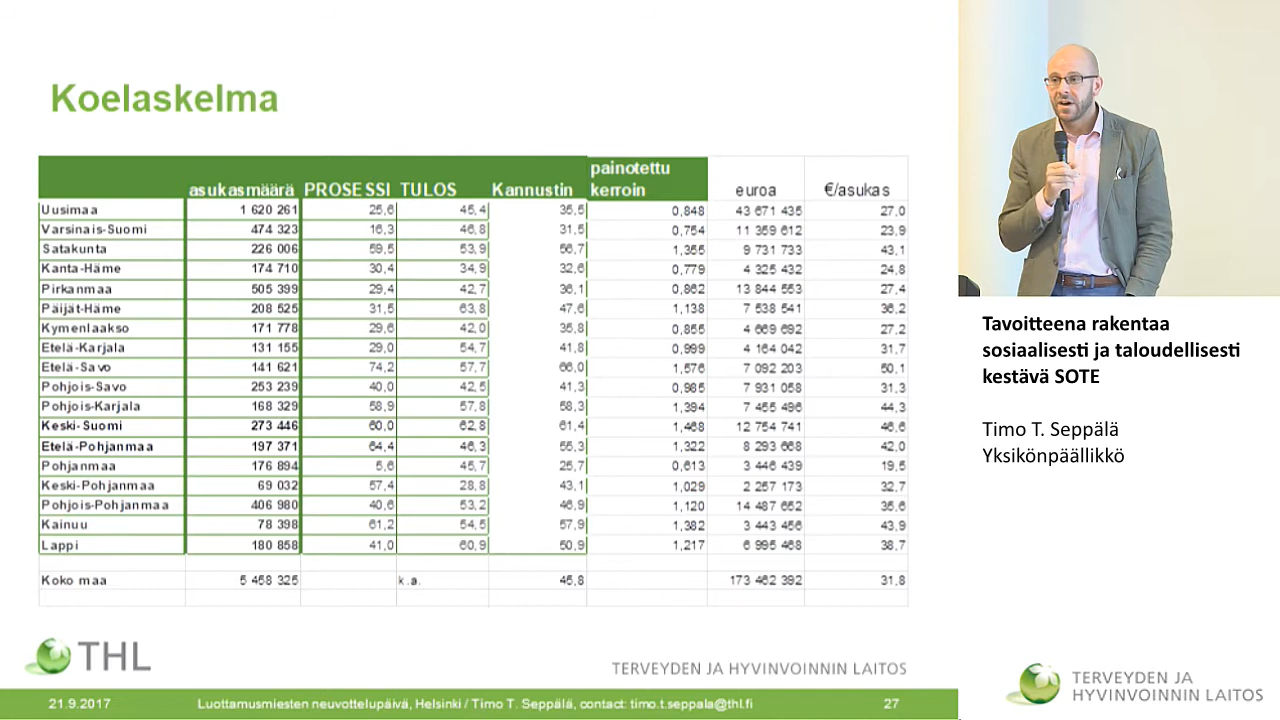 Koelaskelma
asukasmäärä PROSESSI TULOS Kannustin painotettu kerroin euroa €/asukas
Uusimaa 1 620 261 25,6 45,4 35,5 0,848 43 671 435 27,0
Varsinais-Suomi 474 323 16,3 46,8 31,5 0,754 11 359 612 23,9
Satakunta 226 006 59,5 53,9 56,7 1,355 9 731 733 43,1
Kanta-Häme 174 710 30,4 34,9 32,6 0,779 4 325 432 24,8
Pirkanmaa 505 399 29,4 42,7 36,1 0,862 13 844 553 27,4
Päijät-Häme 208 525 31,5 63,8 47,6 1,138 7 538 541 36,2
Kymenlaakso 171 778 29,6 42,0 35,8 0,855 4 669 692 27,2
Etelä-Karjala 131 155 29,0 54,7 41,8 0,999 4 164 042 31,7
Etelä-Savo 141 621 74,2 57,7 66,0 1,576 7 092 203 50,1
Pohjois-Savo 253 239 40,0 42,5 41,3 0,985 7 931 058 31,3
Pohjois-Karjala 168 329 58,9 57,8 58,3 1,394 7 455 496 44,3
Keski-Suomi 273 446 60,0 62,8 61,4 1,468 12 754 741 46,6
Etelä-Pohjanmaa 197 371 64,4 46,3 55,3 1,322 8 293 668 42,0
Pohjanmaa 176 894 5,6 45,7 25,7 0,613 3 446 439 19,5
Keski-Pohjanmaa 69 032 57,4 28,8 43,1 1,029 2 257 173 32,7
Pohjois-Pohjanmaa 406 980 40,6 53,2 46,9 1,120 14 487 652 35,6
Kainuu 78 398 61,2 54,5 57,9 1,382 3 443 456 43,9
Lappi 180 858 41,0 60,9 50,9 1,217 6 995 468 38,7
Koko maa 5 458 325 k.a. 45,8 173 462 392 31,8
THL
TERVEYDEN JA HYVINVOINNIN LAITOS
21.9.2017 Luottamusmiesten neuvottelupäivä, Helsinki / Timo T. Seppälä, contact: timo.t.seppala@thl.fi 27
Tavoitteena rakentaa
sosiaalisesti ja taloudellisesti
kestävä SOTE
Timo T. Seppälä
Yksikönpäällikkö
TERVEYDEN JA
HYVINVOINNIN LAITOS